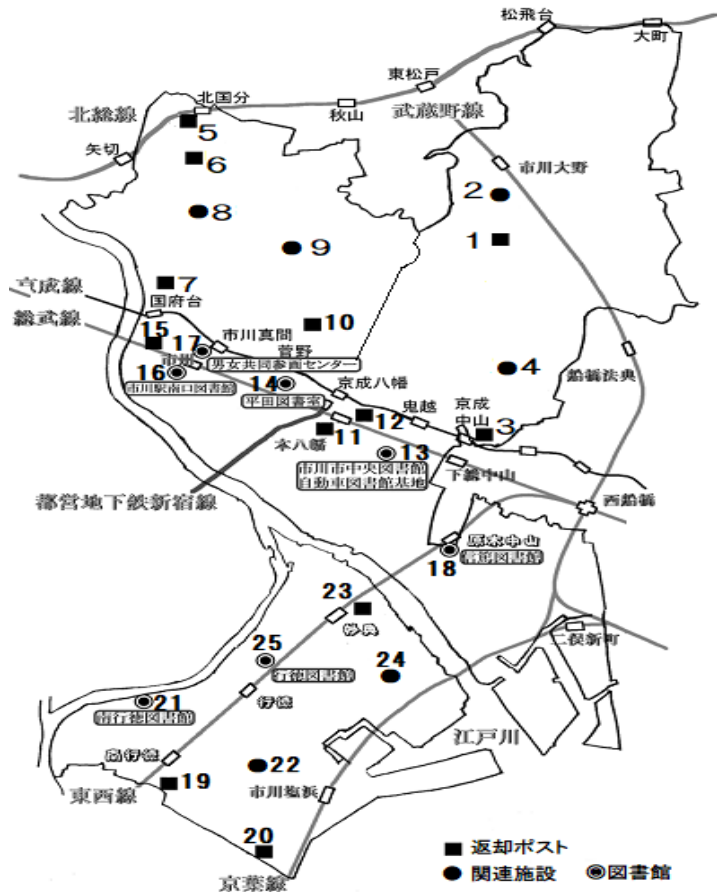 松飛台
大町
東松戸
北国分
北総線
秋山
武蔵野線
5
矢切
6
市川大野
2
8
1
9
7
京成線
国府台
総武線
10
15
市川真間
17
菅野
市川
男女共同参画センター
16
14
4
船橋法典
市川駅南口図書館
京成八幡
平田図書室
鬼越
京成
中山
12
3
11
本八幡
13
市川市中央図書館
自動車図書館基地
下総中山
都営地下鉄新宿線
西船橋
原木中山
18
信篤図書館
23
妙典
二俣新町
25
24
行徳図書館
行徳
21
南行徳図書館
江戸川
南行徳
22
19
市川塩浜
東西線
20
返却ポスト
京葉線
関連施設
図書館